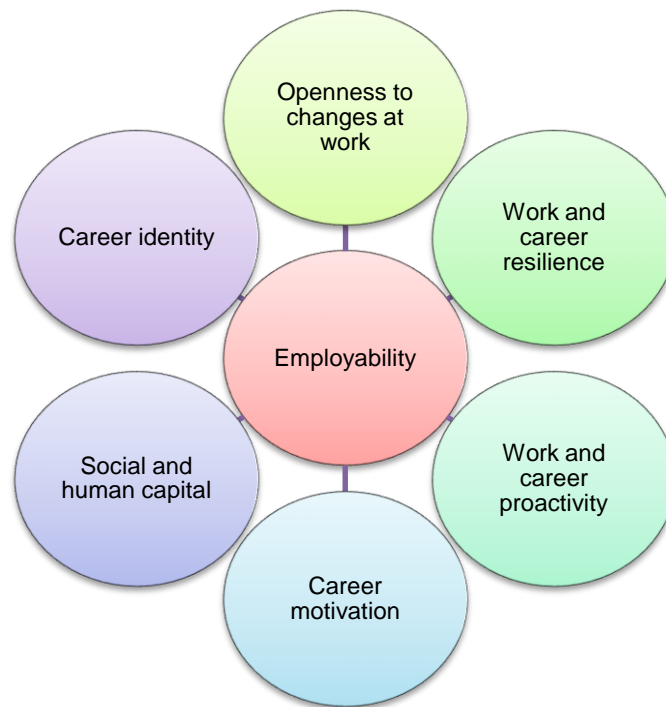 Openness to
changes at
work
Career identity
Work and
career
resilience
Employability
Social and
human capital
Work and
career
proactivity
Career
motivation